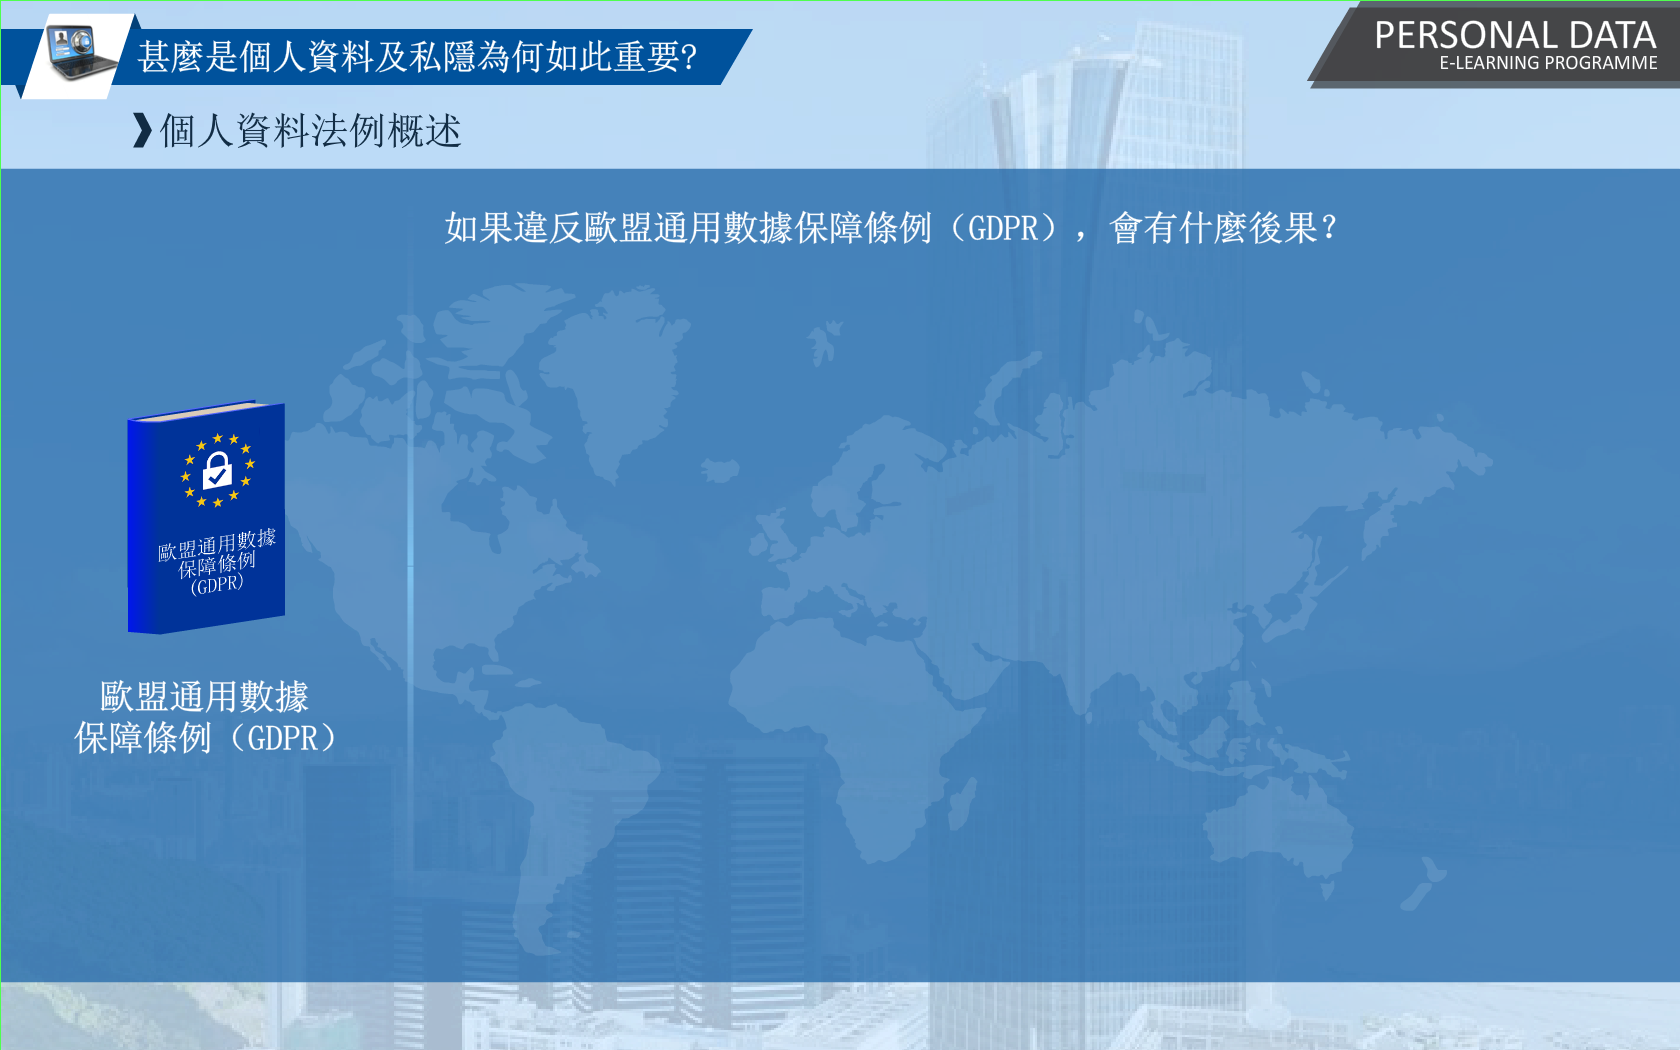 甚麼是個人資料及私隱為何如此重要?
PERSONAL DATA
E-LEARNING PROGRAMME
個人資料法例概述
如果違反歐盟通用數據保障條例（GDPR），會有什麼後果？
歐盟通用數據
保障條例
(GDPR)
歐盟通用數據
保障條例（GDPR）